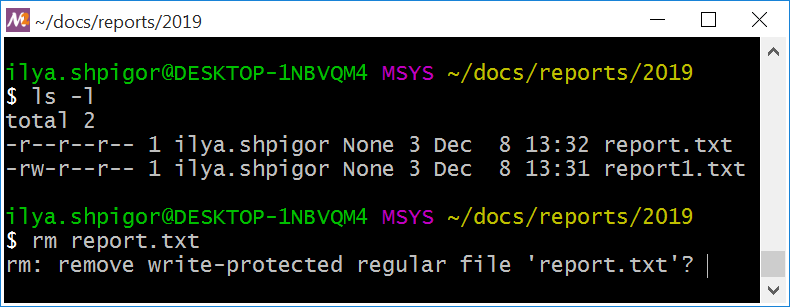 ~/docs/reports/2019
ilya.shpigor@DESKTOP-1NBVQM4 MSYS ~/docs/reports/2019
$ ls -l
total 2
-r--r--r-- 1 ilya.shpigor None 3 Dec  8 13:32 report.txt
-rw-r--r-- 1 ilya.shpigor None 3 Dec  8 13:31 report1.txt
ilya.shpigor@DESKTOP-1NBVQM4 MSYS ~/docs/reports/2019
$ rm report.txt
rm: remove write-protected regular file 'report.txt'?